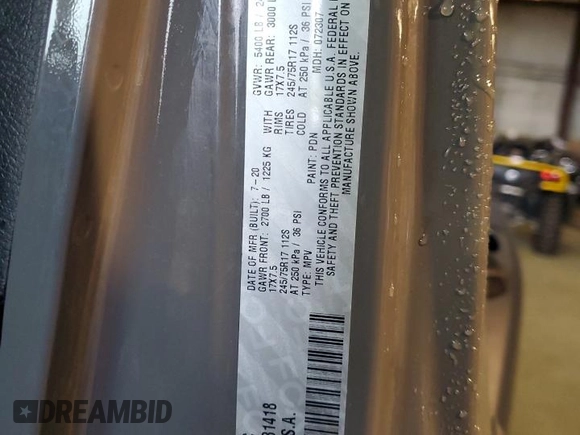 DATE OF MFR (BUILT): 7-20
GAWR FRONT: 2700 LB / 1225 KG
17X7.5
245/75R17 112S
AT 250 kPa / 36 PSI
TYPE: MPV
WITH
RIMS
TIRES
COLD
PAINT: PDN
GVWR: 5400 LB /
GAWR REAR: 3000
17X7.5
245/75R17 112S
AT 250 kPa / 36 PSI
MDH: 072307
THIS VEHICLE CONFORMS TO ALL APPLICABLE U.S.A. FEDERAL
SAFETY AND THEFT PREVENTION STANDARDS IN EFFECT ON
MANUFACTURE SHOWN ABOVE.
31418
S.A.
DREAMBID